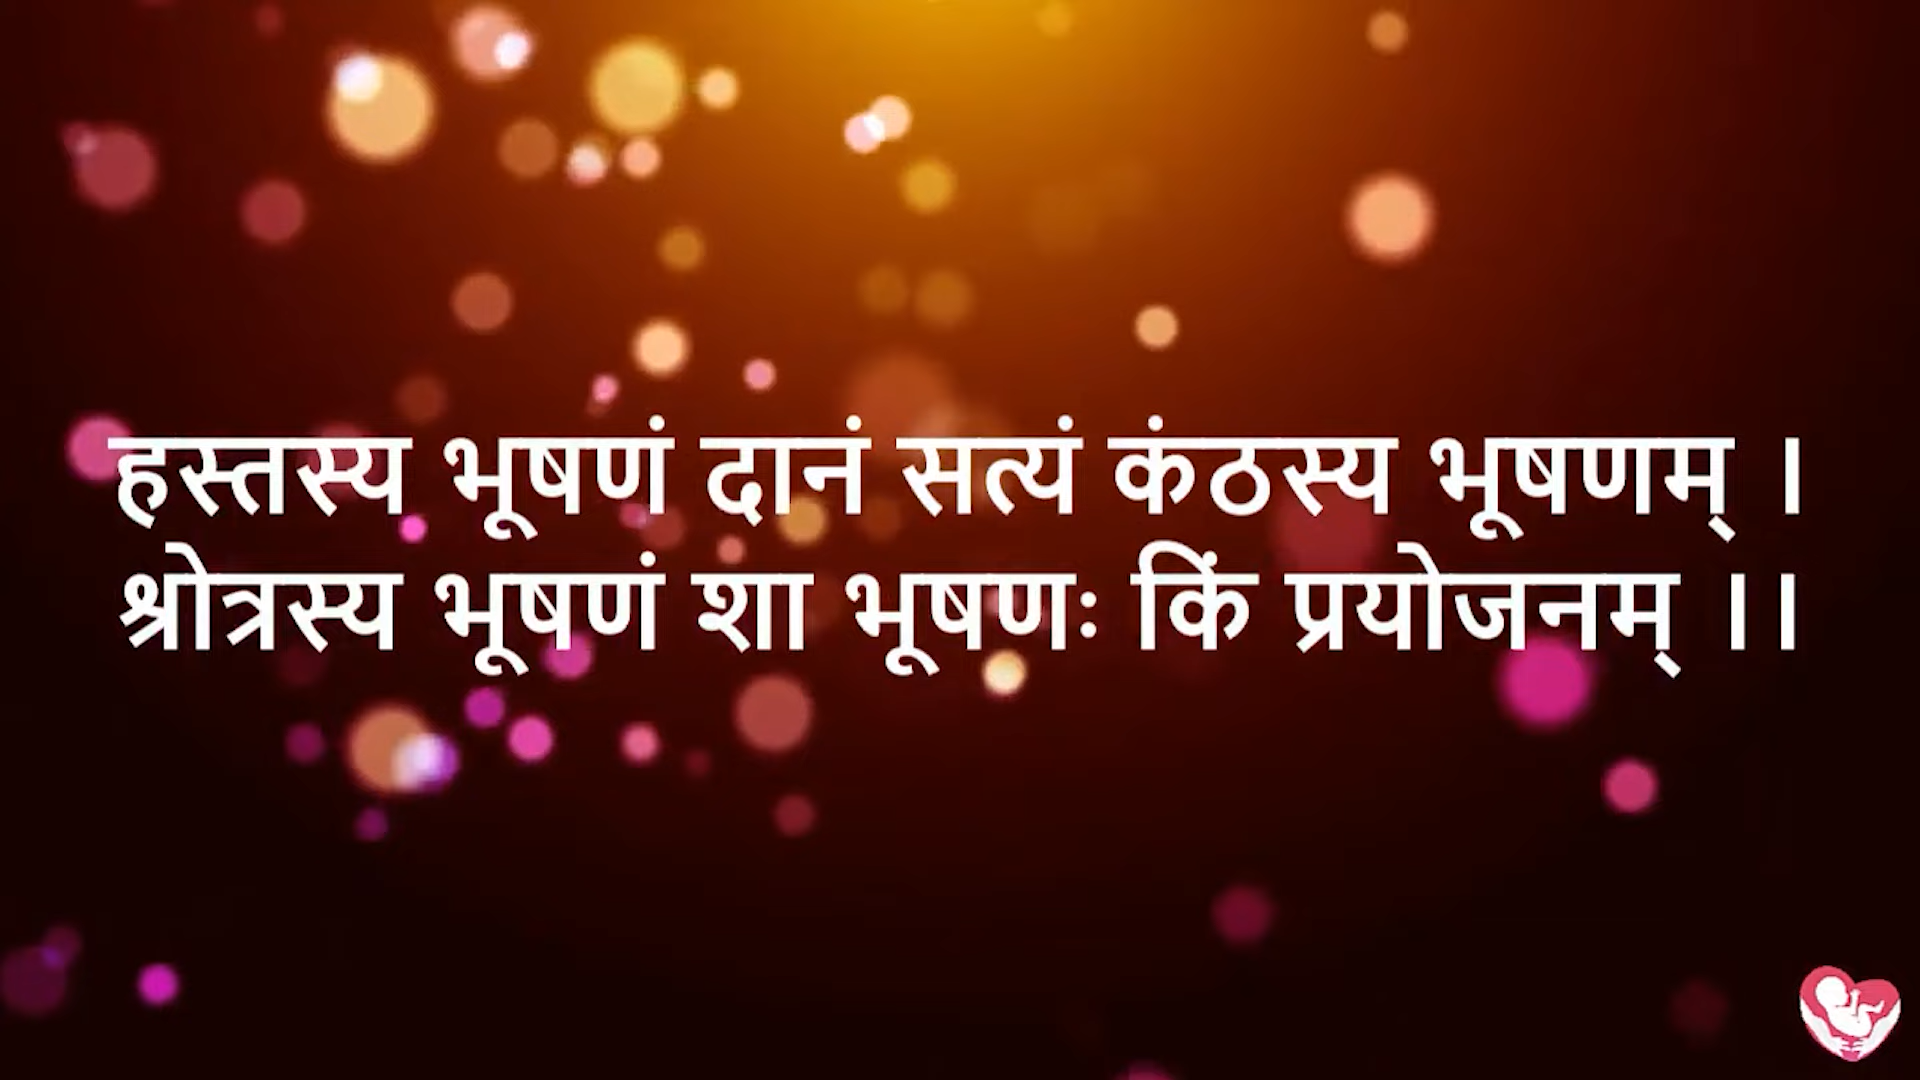 हस्तस्य भूषणं दानं सत्यं कंठस्य भूषणम् ।
श्रोत्रस्य भूषणं शा भूषणः किं प्रयोजनम् ।।